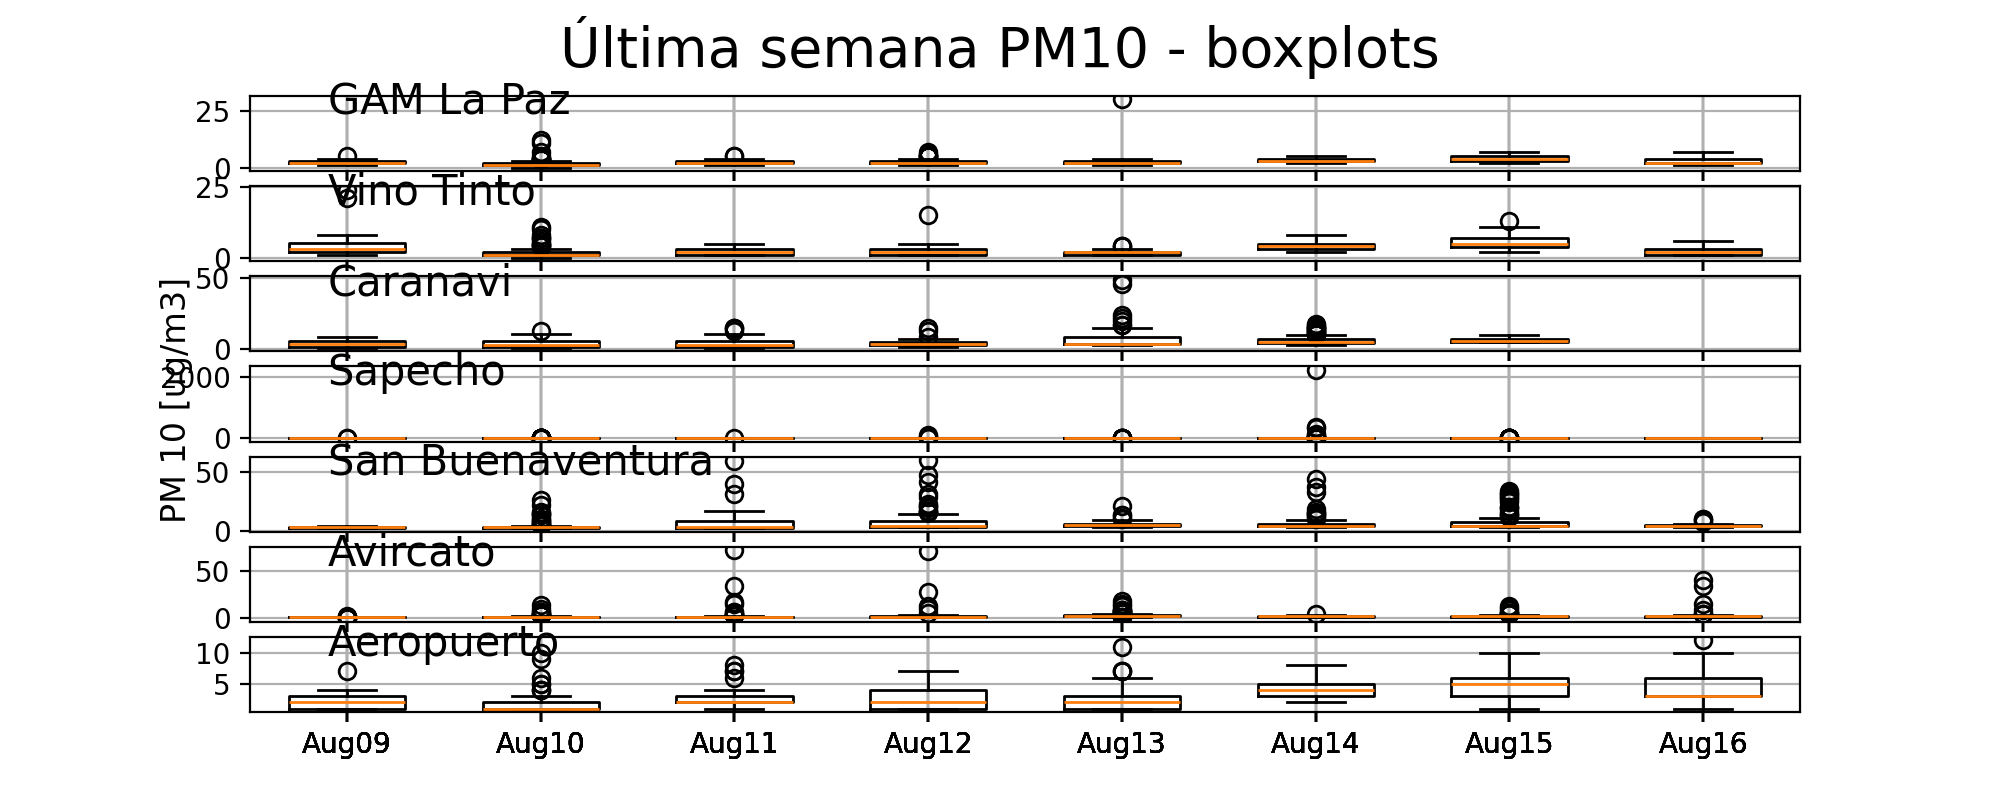 Última semana PM10 - boxplots
GAM La Paz
25
0
Vino Tinto
25
0
Caranavi
50
0
PM 10 [ug/m3]
Sapecho
2000
0
San Buenaventura
50
0
Avircato
50
0
Aeropuerto
10
5
Aug09 Aug10 Aug11 Aug12 Aug13 Aug14 Aug15 Aug16